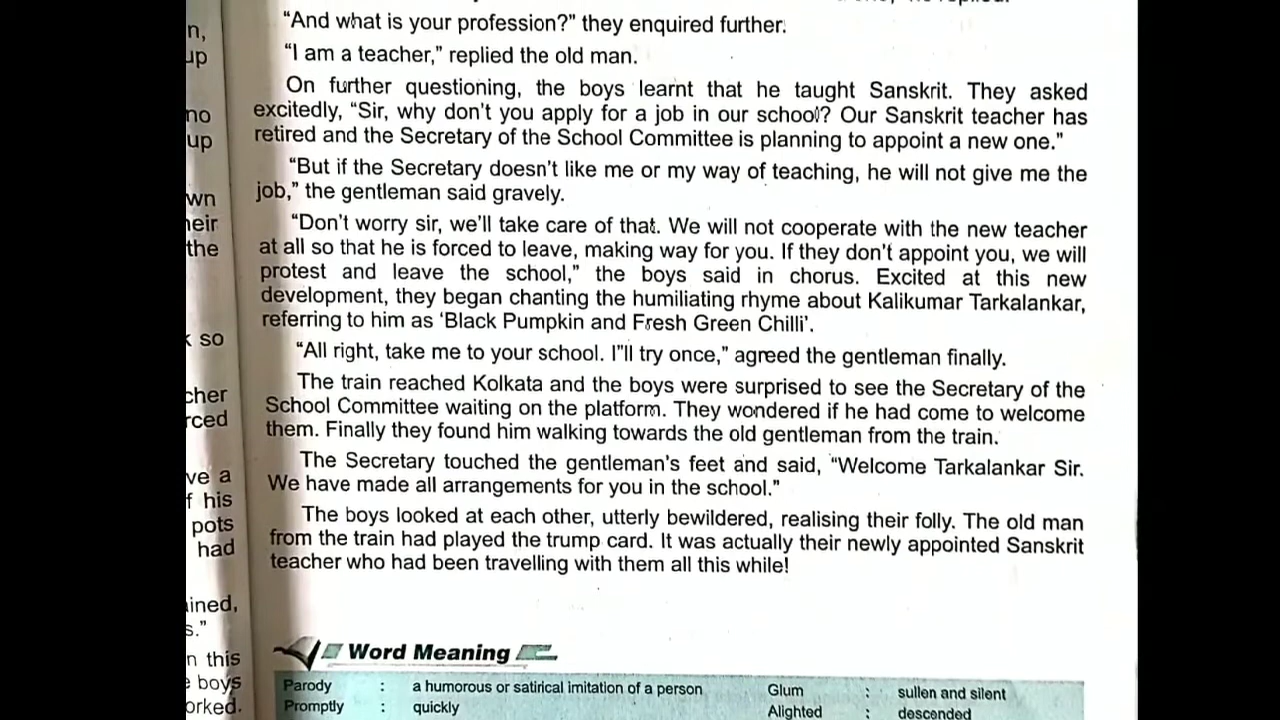 n,
up
no
up
wn
heir
the
k so
cher
rced
ve a
f his
pots
had
ained,
s."
n this
e boys
orked.
“And what is your profession?” they enquired further.
“I am a teacher,” replied the old man.
On further questioning, the boys learnt that he taught Sanskrit. They asked
excitedly, “Sir, why don't you apply for a job in our school? Our Sanskrit teacher has
retired and the Secretary of the School Committee is planning to appoint a new one."
“But if the Secretary doesn't like me or my way of teaching, he will not give me the
job,” the gentleman said gravely.
“Don't worry sir, we'll take care of that. We will not cooperate with the new teacher
at all so that he is forced to leave, making way for you. If they don't appoint you, we will
protest and leave the school,” the boys said in chorus. Excited at this new
development, they began chanting the humiliating rhyme about Kalikumar Tarkalankar,
referring to him as ‘Black Pumpkin and Fresh Green Chilli’.
“All right, take me to your school. I"ll try once,” agreed the gentleman finally.
The train reached Kolkata and the boys were surprised to see the Secretary of the
School Committee waiting on the platform. They wondered if he had come to welcome
them. Finally they found him walking towards the old gentleman from the train.
The Secretary touched the gentleman's feet and said, “Welcome Tarkalankar Sir.
We have made all arrangements for you in the school.”
The boys looked at each other, utterly bewildered, realising their folly. The old man
from the train had played the trump card. It was actually their newly appointed Sanskrit
teacher who had been travelling with them all this while!
Word Meaning
Parody : a humorous or satirical imitation of a person Glum : sullen and silent
Promptly : quickly Alighted : descended